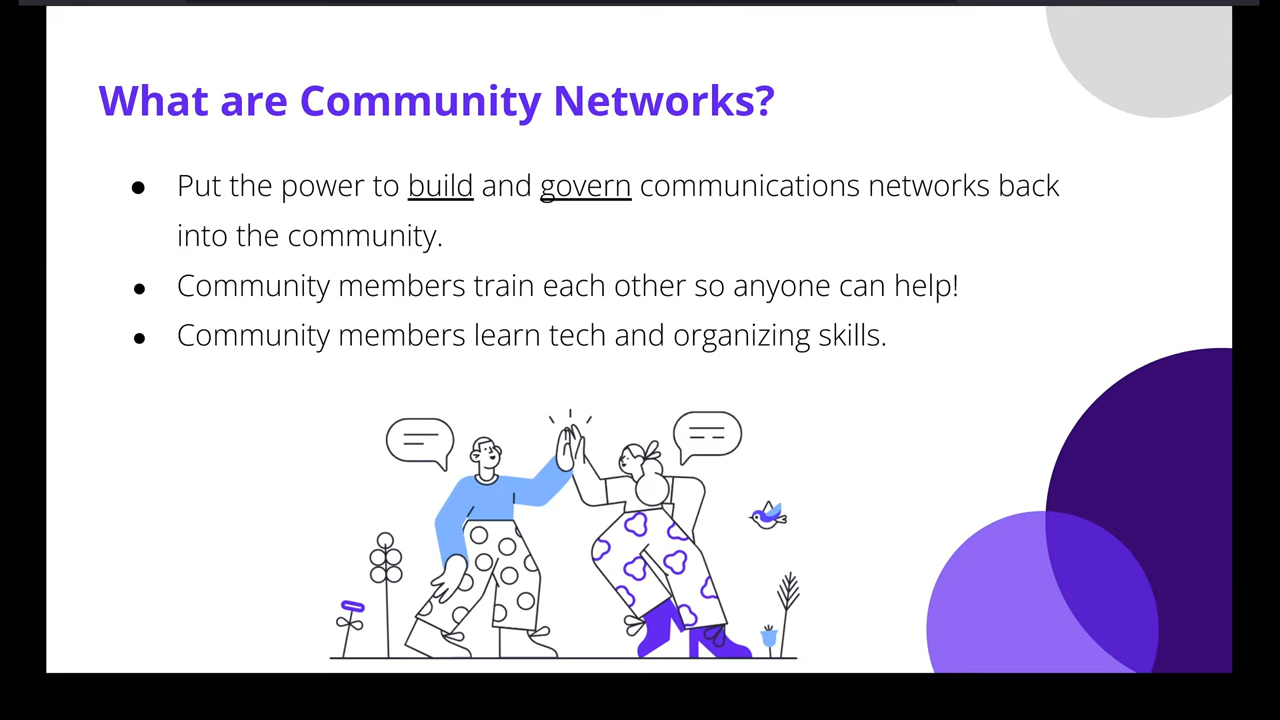 What are Community Networks?
● Put the power to build and govern communications networks back
into the community.
● Community members train each other so anyone can help!
● Community members learn tech and organizing skills.